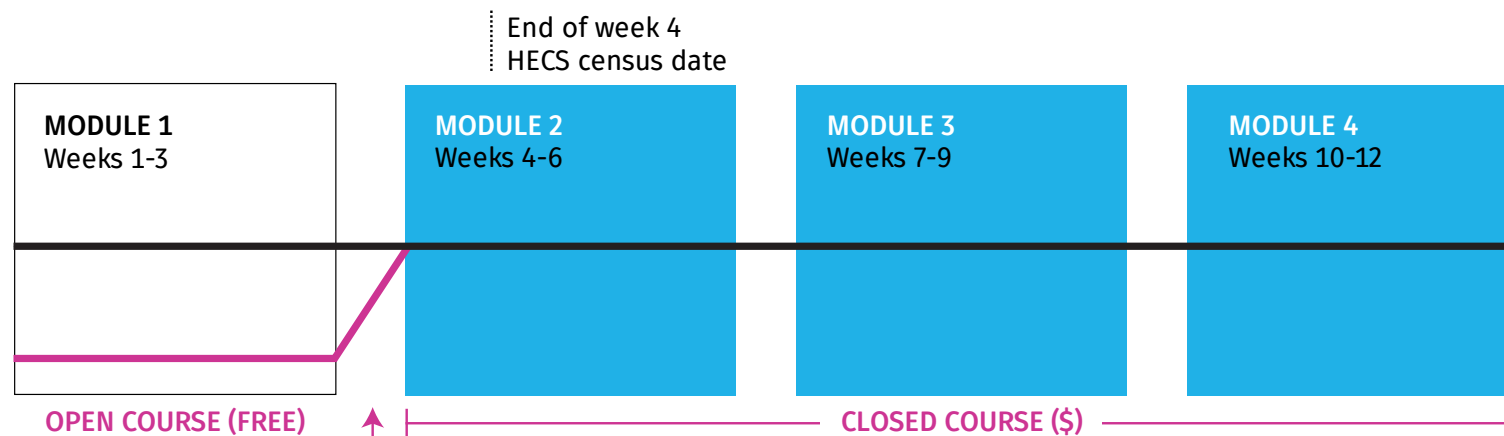 End of week 4
HECS census date
MODULE 1
Weeks 1-3
MODULE 2
Weeks 4-6
MODULE 3
Weeks 7-9
MODULE 4
Weeks 10-12
OPEN COURSE (FREE)
CLOSED COURSE ($)